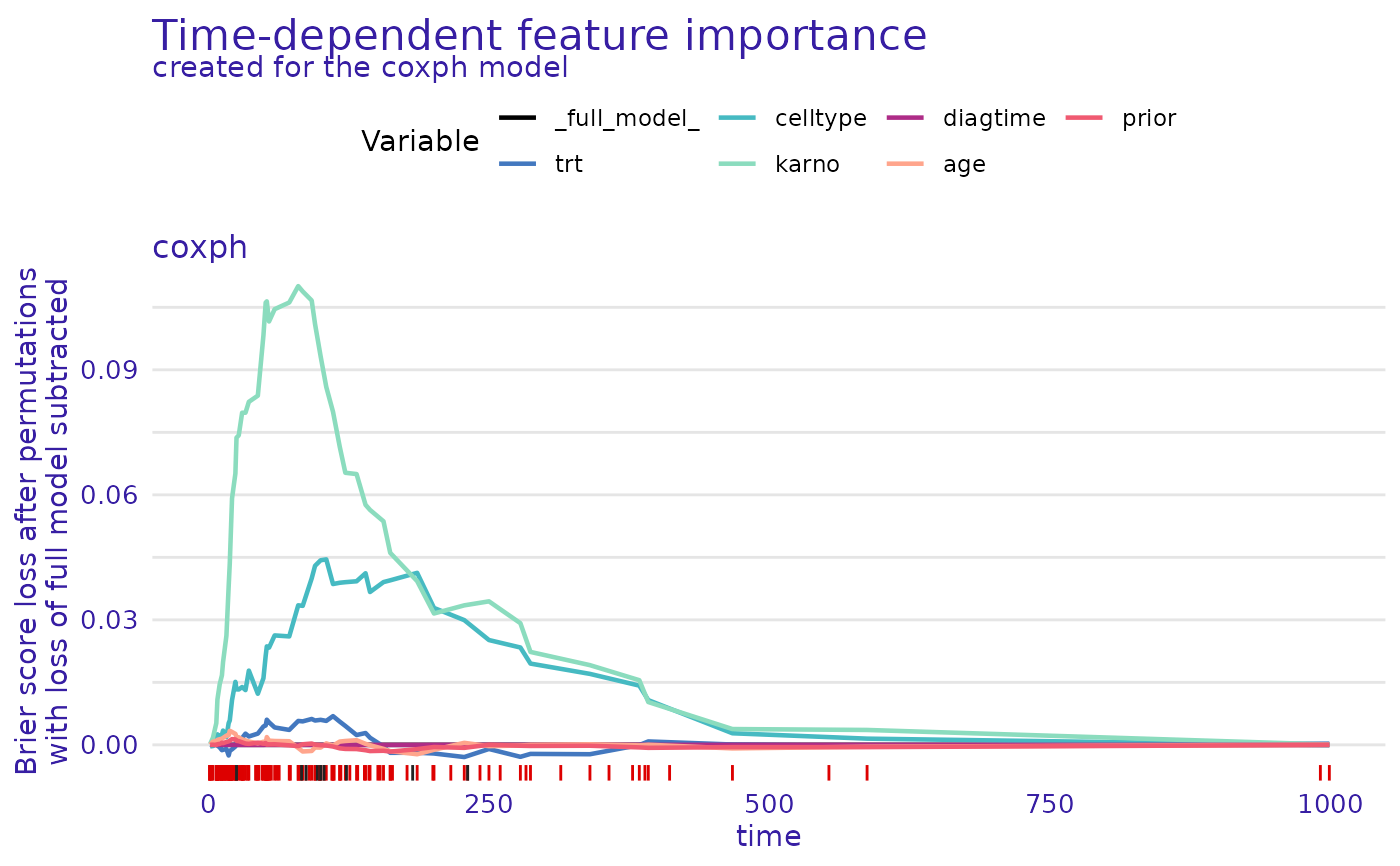 Time-dependent feature importance
created for the coxph model
Variable
_full_model_ celltype diagtime prior
trt karno age
coxph
Brier score loss after permutations
with loss of full model subtracted
0.09
0.06
0.03
0.00
0 250 500 750 1000
time